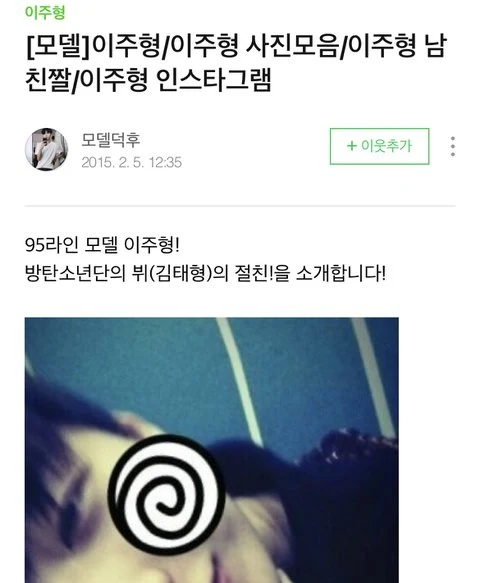 이주형
[모델]이주형/이주형 사진모음/이주형 남
친짤/이주형 인스타그램
모델덕후
2015. 2. 5. 12:35
+ 이웃추가
95라인 모델 이주형!
방탄소년단의 뷔(김태형)의 절친!을 소개합니다!